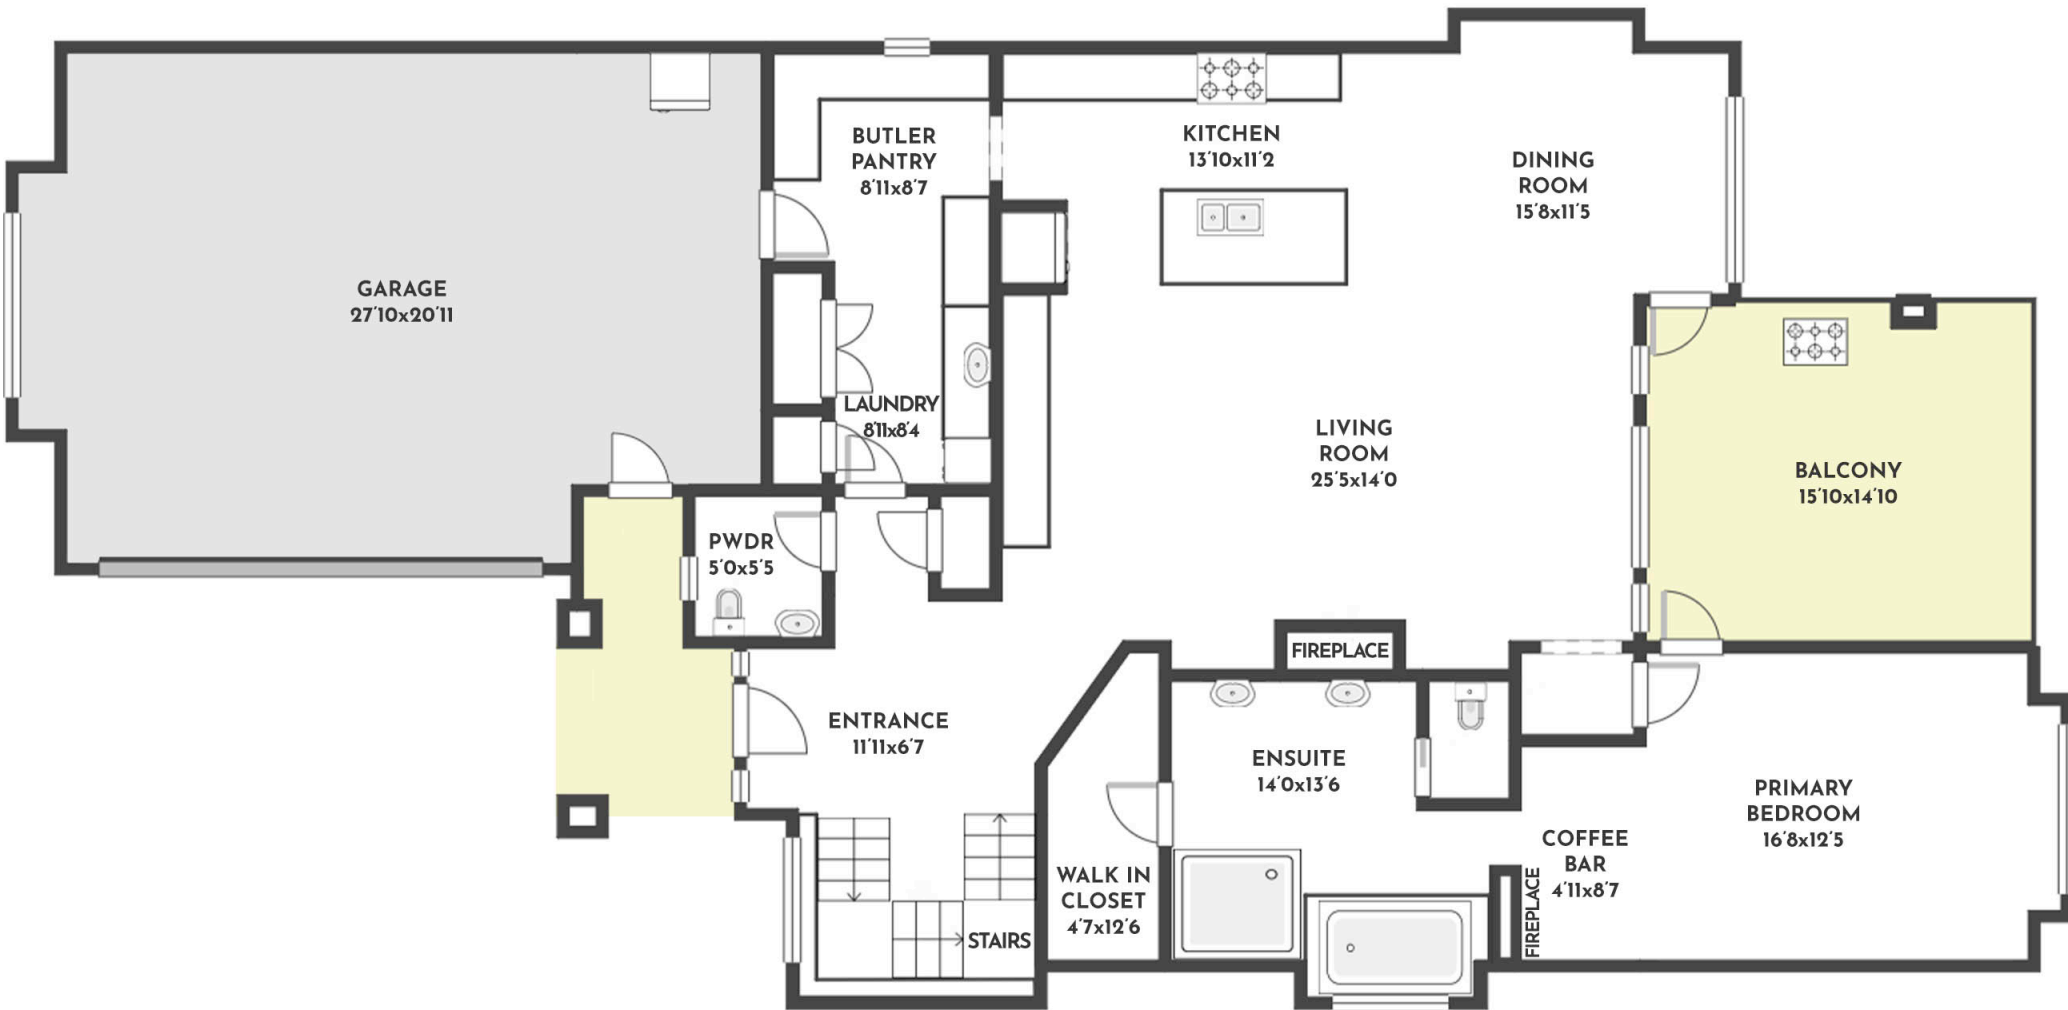 BUTLER
PANTRY
8'11x8'7
KITCHEN
13'10x11'2
DINING
ROOM
15'8x11'5
GARAGE
27'10x20'11
LAUNDRY
8'11x8'4
LIVING
ROOM
25'5x14'0
BALCONY
15'10x14'10
PWDR
5'0x5'5
FIREPLACE
ENTRANCE
11'11x6'7
ENSUITE
14'0x13'6
PRIMARY
BEDROOM
16'8x12'5
COFFEE
BAR
4'11x8'7
WALK IN
CLOSET
4'7x12'6
FIREPLACE
STAIRS